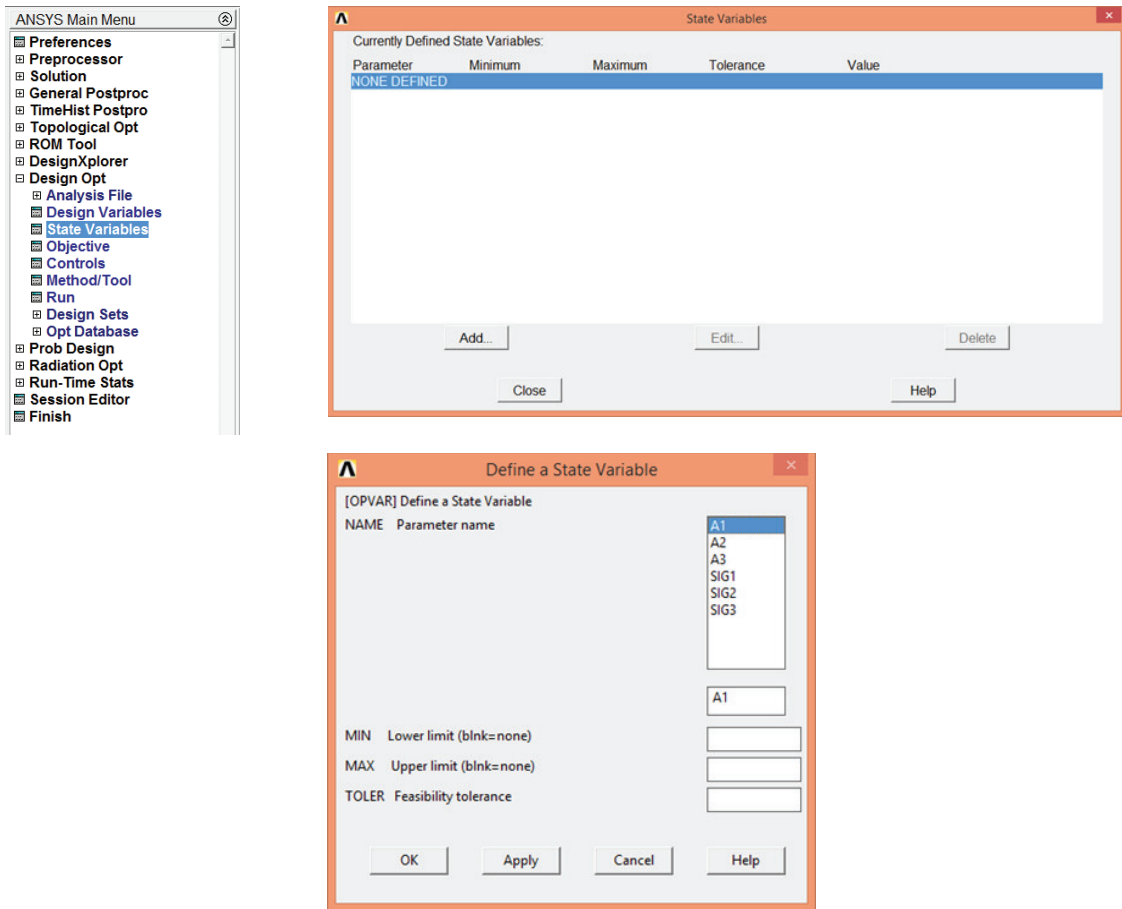 ANSYS Main Menu
Preferences
Preprocessor
Solution
General Postproc
TimeHist Postpro
Topological Opt
ROM Tool
DesignXplorer
Design Opt
Analysis File
Design Variables
State Variables
Objective
Controls
Method/Tool
Run
Design Sets
Opt Database
Prob Design
Radiation Opt
Run-Time Stats
Session Editor
Finish
State Variables
Currently Defined State Variables:
Parameter Minimum Maximum Tolerance Value
NONE DEFINED
Add... Edit... Delete
Close Help
Define a State Variable
[OPVAR] Define a State Variable
NAME Parameter name
A1
A2
A3
SIG1
SIG2
SIG3
A1
MIN Lower limit (blnk=none)
MAX Upper limit (blnk=none)
TOLER Feasibility tolerance
OK Apply Cancel Help